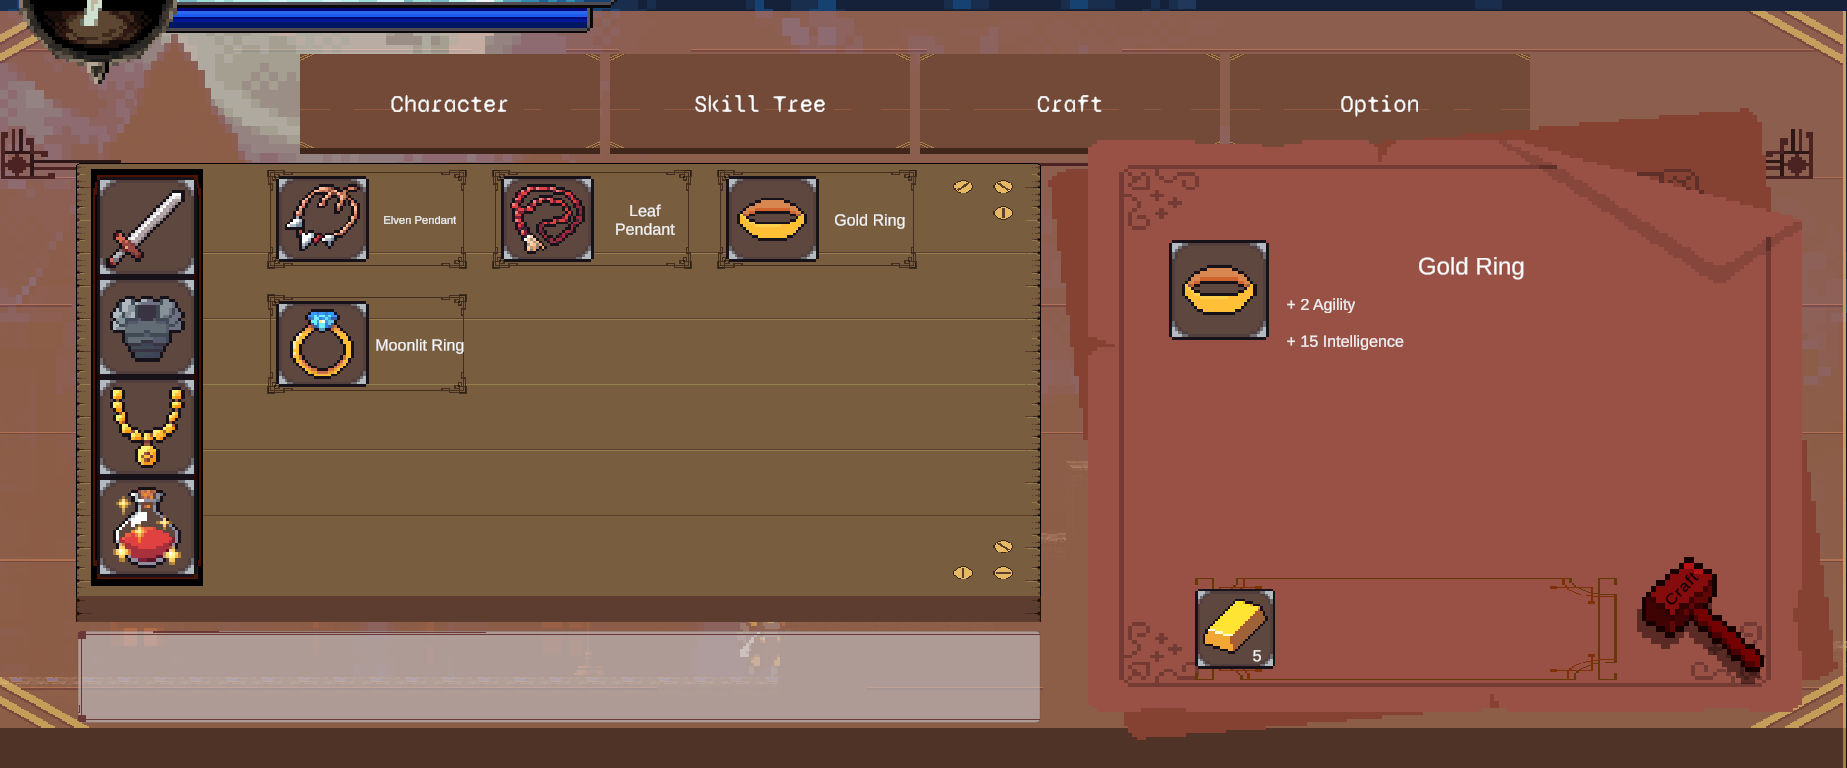 Character
Skill Tree
Craft
Option
Elven Pendant
Leaf
Pendant
Gold Ring
Moonlit Ring
Gold Ring
+ 2 Agility
+ 15 Intelligence
5
Craft